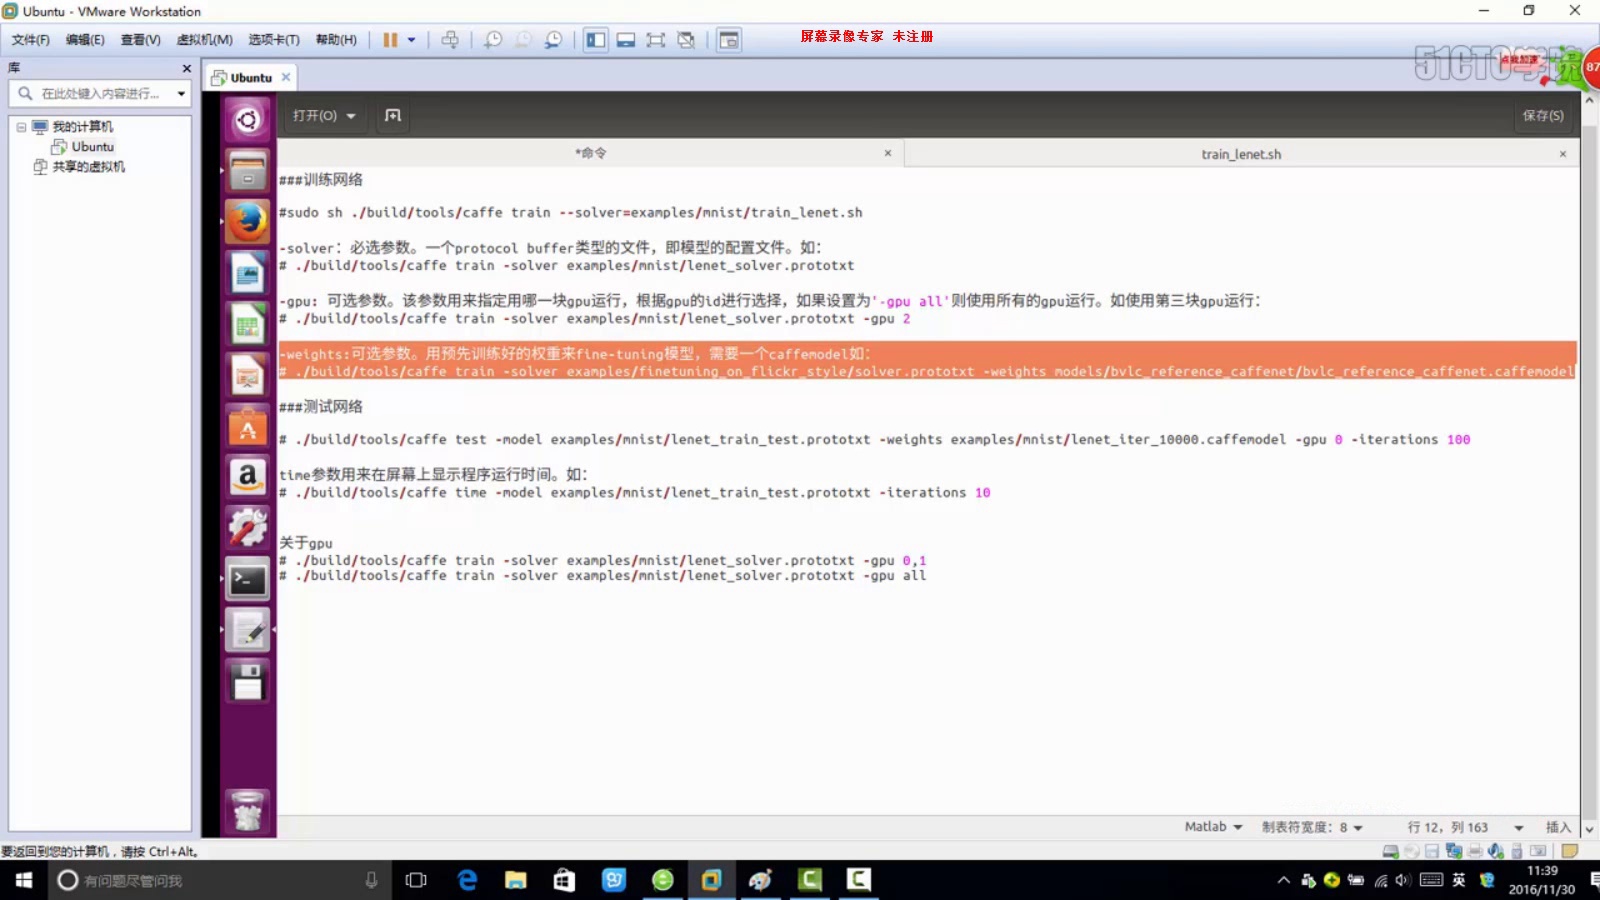 Ubuntu - VMware Workstation
文件(F) 编辑(E) 查看(V) 虚拟机(M) 选项卡(T) 帮助(H)
屏幕录像专家 未注册
51CTO学院
点我加速
87
库
Ubuntu
在此处键入内容进行...
我的计算机
Ubuntu
共享的虚拟机
打开(O)
保存(S)
*命令
train_lenet.sh
###训练网络
#sudo sh ./build/tools/caffe train --solver=examples/mnist/train_lenet.sh
-solver：必选参数。一个protocol buffer类型的文件，即模型的配置文件。如：
# ./build/tools/caffe train -solver examples/mnist/lenet_solver.prototxt
-gpu: 可选参数。该参数用来指定用哪一块gpu运行，根据gpu的id进行选择，如果设置为'-gpu all'则使用所有的gpu运行。如使用第三块gpu运行：
# ./build/tools/caffe train -solver examples/mnist/lenet_solver.prototxt -gpu 2
-weights:可选参数。用预先训练好的权重来fine-tuning模型，需要一个caffemodel如：
# ./build/tools/caffe train -solver examples/finetuning_on_flickr_style/solver.prototxt -weights models/bvlc_reference_caffenet/bvlc_reference_caffenet.caffemodel
###测试网络
# ./build/tools/caffe test -model examples/mnist/lenet_train_test.prototxt -weights examples/mnist/lenet_iter_10000.caffemodel -gpu 0 -iterations 100
time参数用来在屏幕上显示程序运行时间。如：
# ./build/tools/caffe time -model examples/mnist/lenet_train_test.prototxt -iterations 10
关于gpu
# ./build/tools/caffe train -solver examples/mnist/lenet_solver.prototxt -gpu 0,1
# ./build/tools/caffe train -solver examples/mnist/lenet_solver.prototxt -gpu all
Matlab 制表符宽度：8 行 12，列 163 插入
要返回到您的计算机，请按 Ctrl+Alt。
有问题尽管问我
英
11:39
2016/11/30